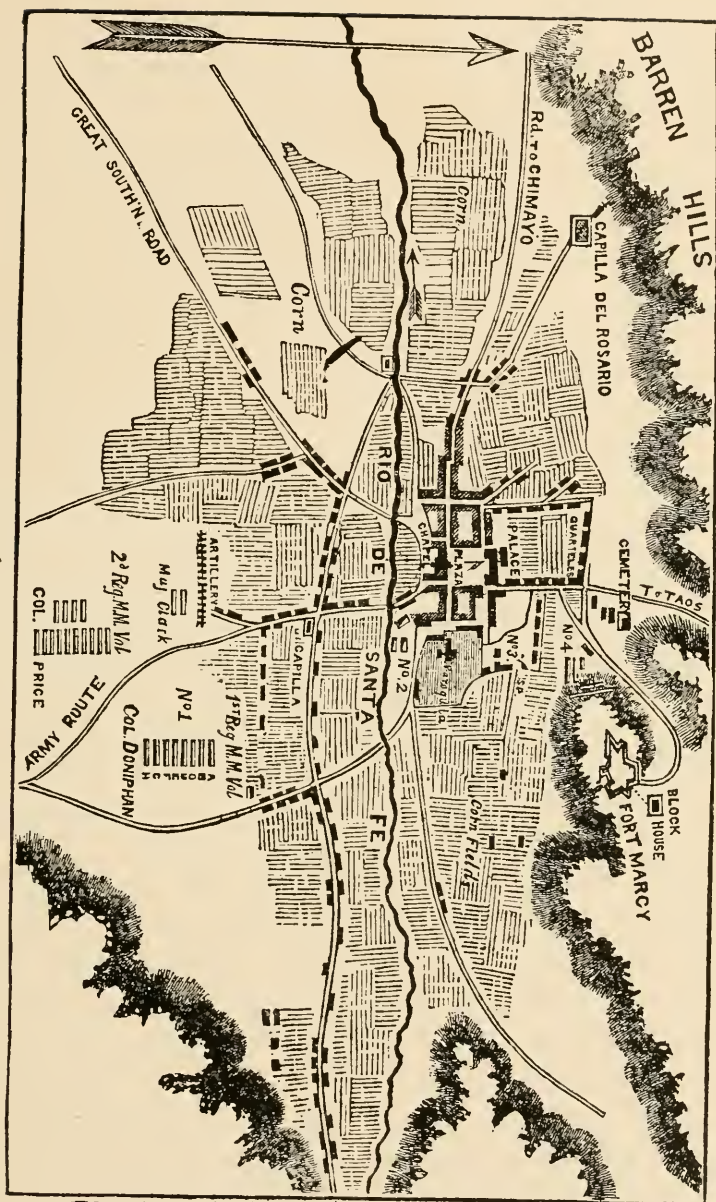 BARREN HILLS
Rd. TO CHIMAYO
CAPILLA DEL ROSARIO
GREAT SOUTH'N. ROAD
Corn
Corn
CEMETERY
To TAOS
QUARTELES
PALACE
PLAZA
CHAPEL
No. 3
No. 4
BLOCK
HOUSE
FORT MARCY
No. 2
RIO DE SANTA FE
Corn Fields
CAPILLA
ARTILLERY
Maj Clark
2d Reg M.M. Vol
COL. PRICE
ARMY ROUTE
1st Reg M.M. Vol
No 1
COL. DONIPHAN